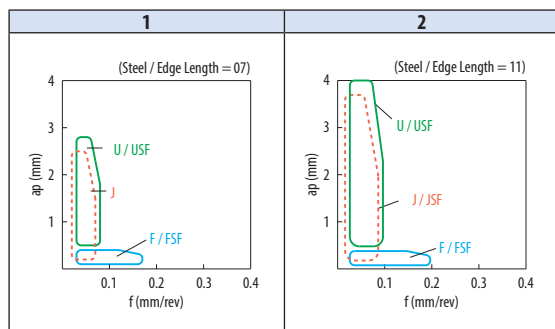 1
2
(Steel / Edge Length = 07)
4
3
2
1
ap (mm)
U / USF
J
F / FSF
0.1
0.2
0.3
0.4
f (mm/rev)
(Steel / Edge Length = 11)
4
3
2
1
ap (mm)
U / USF
J / JSF
F / FSF
0.1
0.2
0.3
0.4
f (mm/rev)